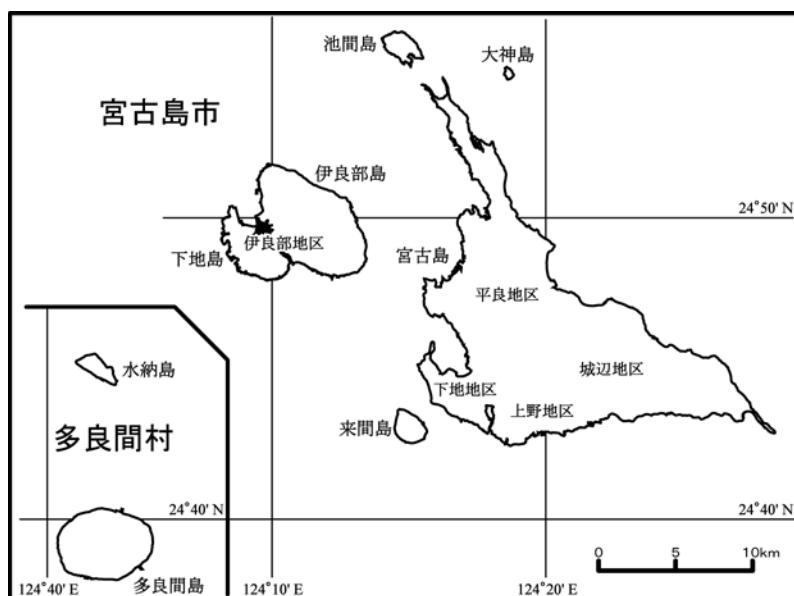 池間島
大神島
宮古島市
伊良部島
24°50' N
伊良部地区
下地島
宮古島
平良地区
水納島
城辺地区
下地地区
上野地区
来間島
多良間村
24°40' N
24°40' N
0 5 10km
多良間島
124°40' E
124°10' E
124°20' E